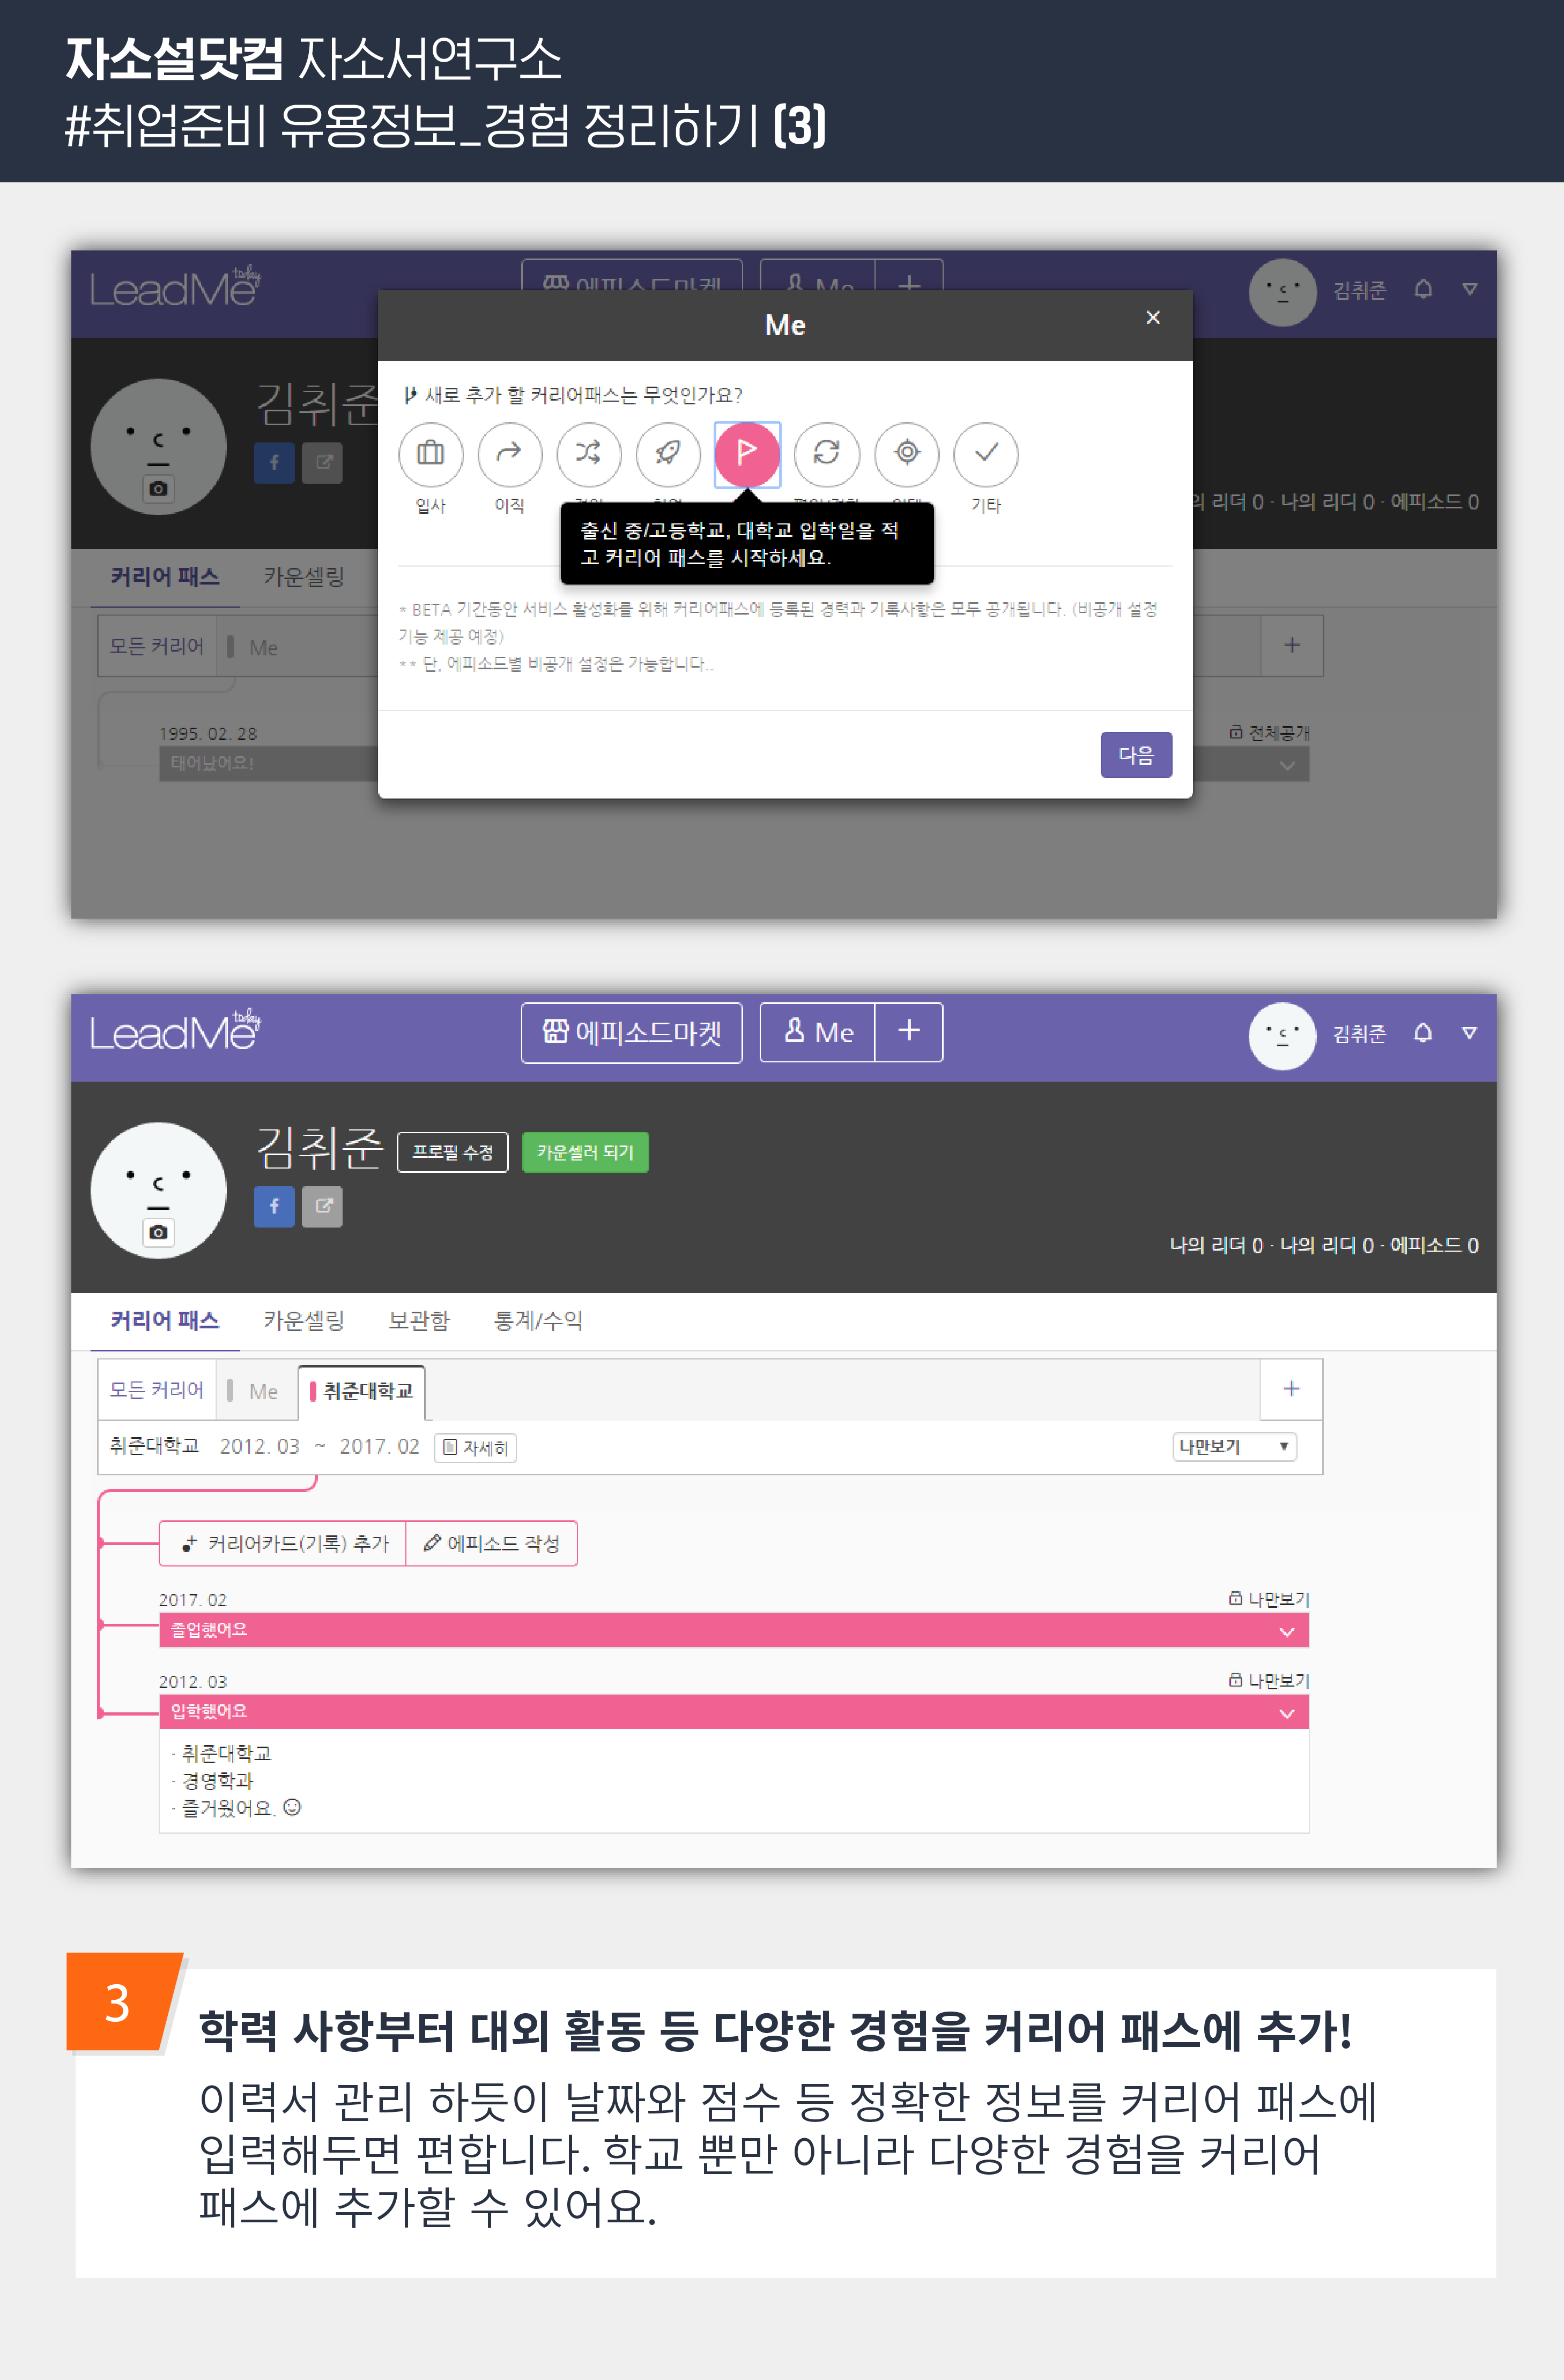 자소설닷컴 자소서연구소
#취업준비 유용정보_경험 정리하기 (3)
LeadMe today
에피소드마켓
Me
+
김취준
Me
×
김취준
새로 추가 할 커리어패스는 무엇인가요?
입사 이직 기타
출신 중/고등학교, 대학교 입학일을 적
고 커리어 패스를 시작하세요.
리더 0 · 나의 리디 0 · 에피소드 0
커리어 패스 카운셀링
* BETA 기간동안 서비스 활성화를 위해 커리어패스에 등록된 경력과 기록사항은 모두 공개됩니다. (비공개 설정
기능 제공 예정)
** 단, 에피소드별 비공개 설정은 가능합니다..
모든 커리어 Me +
1995. 02. 28 전체공개
태어났어요!
다음
LeadMe today 에피소드마켓 Me + 김취준
김취준 프로필 수정 카운셀러 되기
f
나의 리더 0 · 나의 리디 0 · 에피소드 0
커리어 패스 카운셀링 보관함 통계/수익
모든 커리어 Me 취준대학교 +
취준대학교 2012. 03 ~ 2017. 02 자세히 나만보기
커리어카드(기록) 추가 에피소드 작성
2017. 02 나만보기
졸업했어요
2012. 03 나만보기
입학했어요
· 취준대학교
· 경영학과
· 즐거웠어요.
3
학력 사항부터 대외 활동 등 다양한 경험을 커리어 패스에 추가!
이력서 관리 하듯이 날짜와 점수 등 정확한 정보를 커리어 패스에
입력해두면 편합니다. 학교 뿐만 아니라 다양한 경험을 커리어
패스에 추가할 수 있어요.